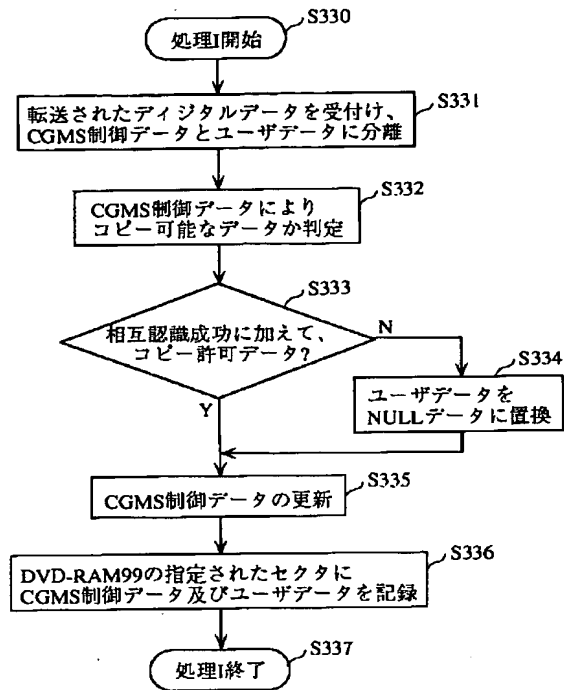 S330
処理I開始
S331
転送されたディジタルデータを受付け、
CGMS制御データとユーザデータに分離
S332
CGMS制御データにより
コピー可能なデータか判定
S333
相互認識成功に加えて、
コピー許可データ?
N
Y
S334
ユーザデータを
NULLデータに置換
S335
CGMS制御データの更新
S336
DVD-RAM99の指定されたセクタに
CGMS制御データ及びユーザデータを記録
S337
処理I終了